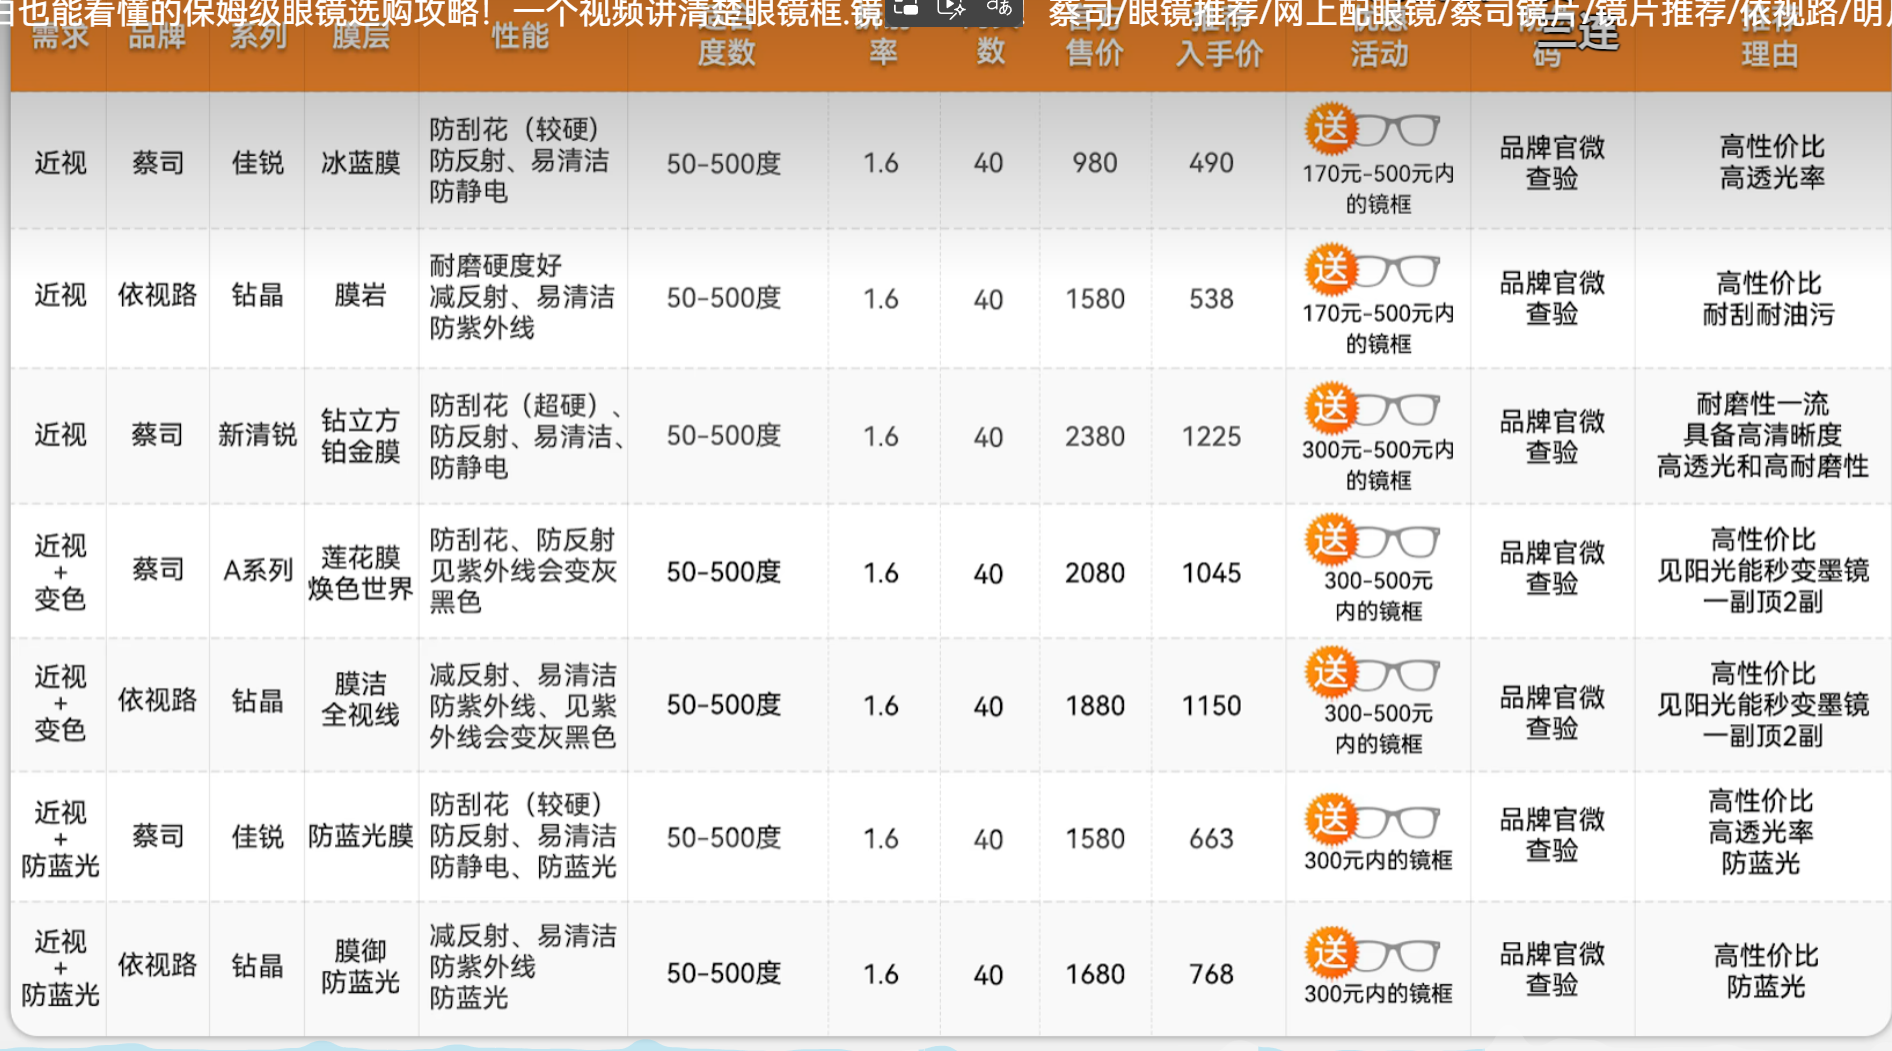 也能看懂的保姆级眼镜选购攻略！一个视频讲清楚眼镜框.镜
蔡司/眼镜推荐/网上配眼镜/蔡司镜片/镜片推荐/依视路/明
三连
需求 品牌 系列 膜层 性能 度数 率 数 售价 入手价 活动 码 理由
近视 蔡司 佳锐 冰蓝膜
防刮花（较硬）
防反射、易清洁
防静电
50-500度 1.6 40 980 490
送
170元-500元内
的镜框
品牌官微
查验
高性价比
高透光率
近视 依视路 钻晶 膜岩
耐磨硬度好
减反射、易清洁
防紫外线
50-500度 1.6 40 1580 538
送
170元-500元内
的镜框
品牌官微
查验
高性价比
耐刮耐油污
近视 蔡司 新清锐
钻立方
铂金膜
防刮花（超硬）、
防反射、易清洁、
防静电
50-500度 1.6 40 2380 1225
送
300元-500元内
的镜框
品牌官微
查验
耐磨性一流
具备高清晰度
高透光和高耐磨性
近视
+
变色
蔡司 A系列
莲花膜
焕色世界
防刮花、防反射
见紫外线会变灰
黑色
50-500度 1.6 40 2080 1045
送
300-500元
内的镜框
品牌官微
查验
高性价比
见阳光能秒变墨镜
一副顶2副
近视
+
变色
依视路 钻晶
膜洁
全视线
减反射、易清洁
防紫外线、见紫
外线会变灰黑色
50-500度 1.6 40 1880 1150
送
300-500元
内的镜框
品牌官微
查验
高性价比
见阳光能秒变墨镜
一副顶2副
近视
+
防蓝光
蔡司 佳锐 防蓝光膜
防刮花（较硬）
防反射、易清洁
防静电、防蓝光
50-500度 1.6 40 1580 663
送
300元内的镜框
品牌官微
查验
高性价比
高透光率
防蓝光
近视
+
防蓝光
依视路 钻晶
膜御
防蓝光
减反射、易清洁
防紫外线
防蓝光
50-500度 1.6 40 1680 768
送
300元内的镜框
品牌官微
查验
高性价比
防蓝光